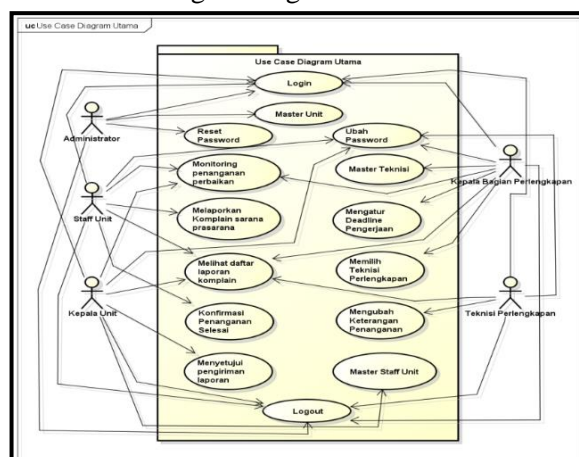 uc Use Case Diagram Utama
Use Case Diagram Utama
Login
Master Unit
Administrator
Reset
Password
Ubah
Password
Monitoring
penanganan
perbaikan
Master Teknisi
Kepala Bagian Perlengkapan
Staff Unit
Melaporkan
Komplain sarana
prasarana
Mengatur
Deadline
Pengerjaan
Melihat daftar
laporan
komplain
Memilih
Teknisi
Perlengkapan
Kepala Unit
Teknisi Perlengkapan
Konfirmasi
Penanganan
Selesai
Mengubah
Keterangan
Penanganan
Menyetujui
pengiriman
laporan
Master Staff Unit
Logout